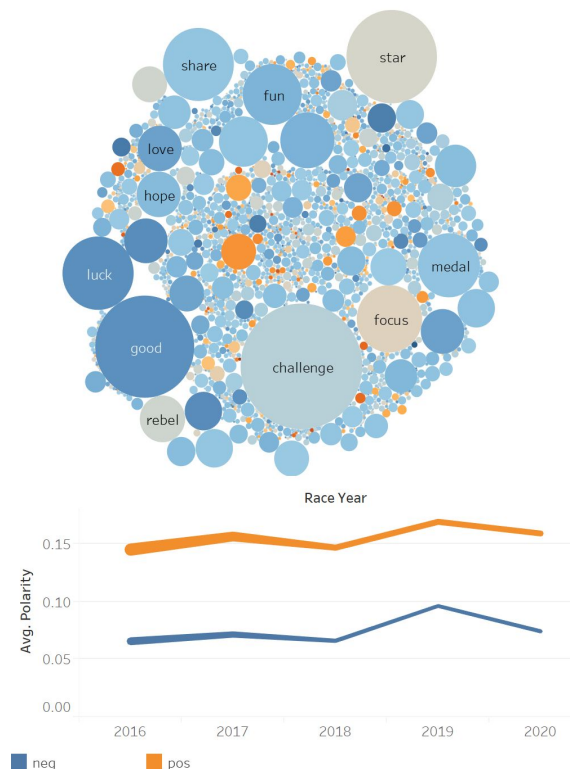 star
share
fun
love
hope
luck
medal
focus
good
challenge
rebel
Race Year
Avg. Polarity
0.15
0.10
0.05
0.00
2016 2017 2018 2019 2020
neg pos